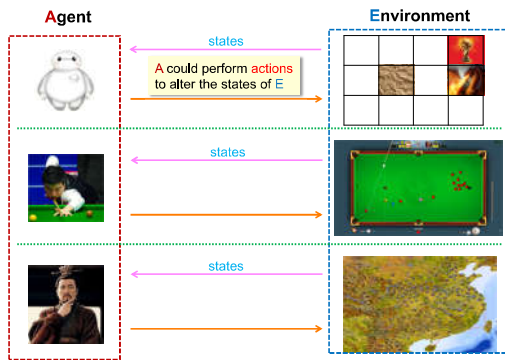 Agent
Environment
states
A could perform actions
to alter the states of E
states
states